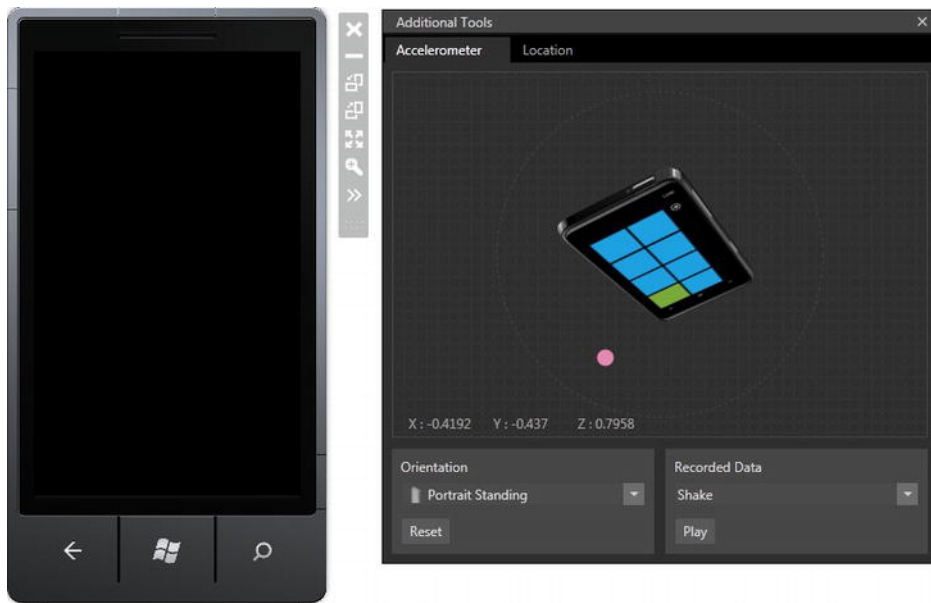 Additional Tools
Accelerometer Location
X : -0.4192 Y : -0.437 Z : 0.7958
Orientation
Portrait Standing
Reset
Recorded Data
Shake
Play